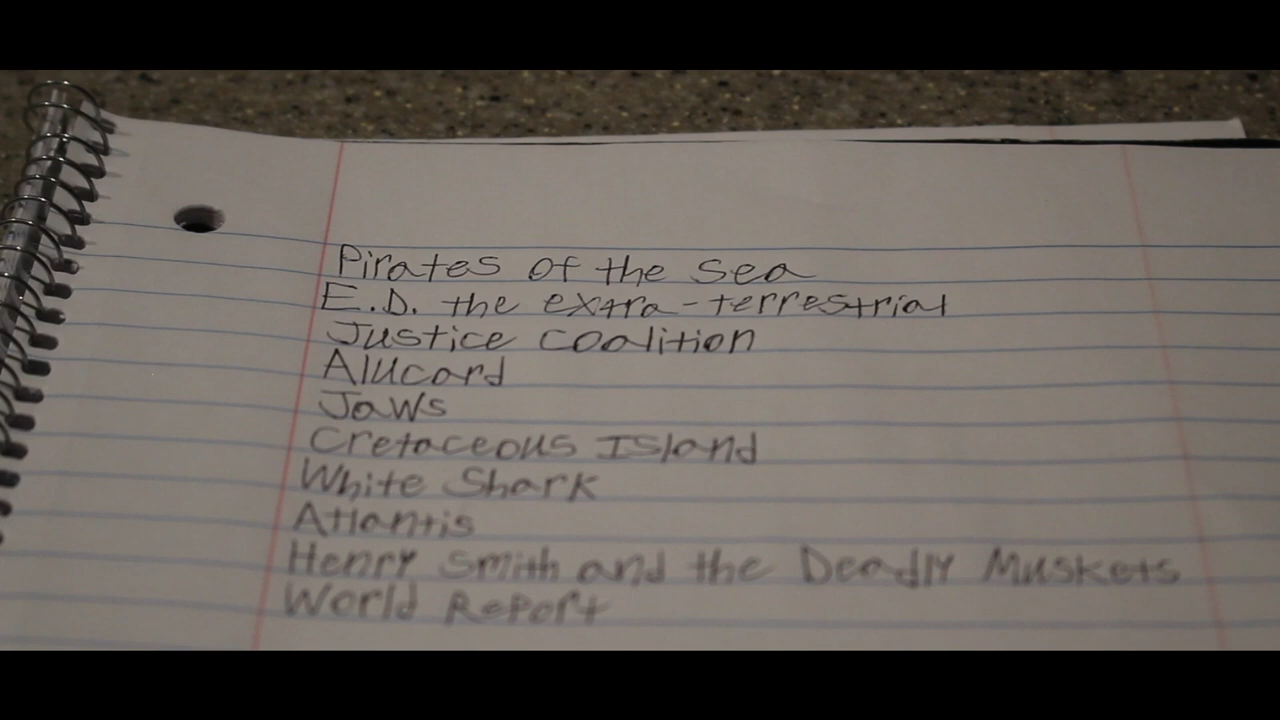 Pirates of the Sea
E.D. the extra-terrestrial
Justice Coalition
Alucard
Jaws
Cretaceous Island
White Shark
Atlantis
Henry Smith and the Deadly Muskets
World Report